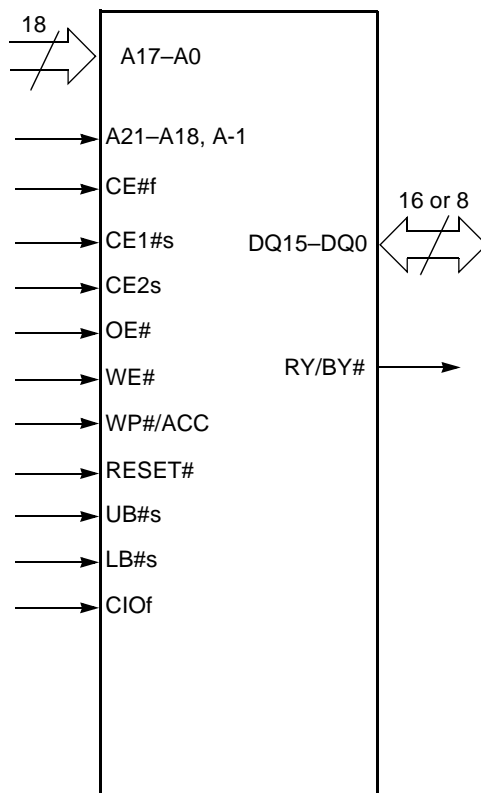 18
A17–A0
A21–A18, A-1
CE#f
16 or 8
CE1#s
DQ15–DQ0
CE2s
OE#
RY/BY#
WE#
WP#/ACC
RESET#
UB#s
LB#s
CIOf